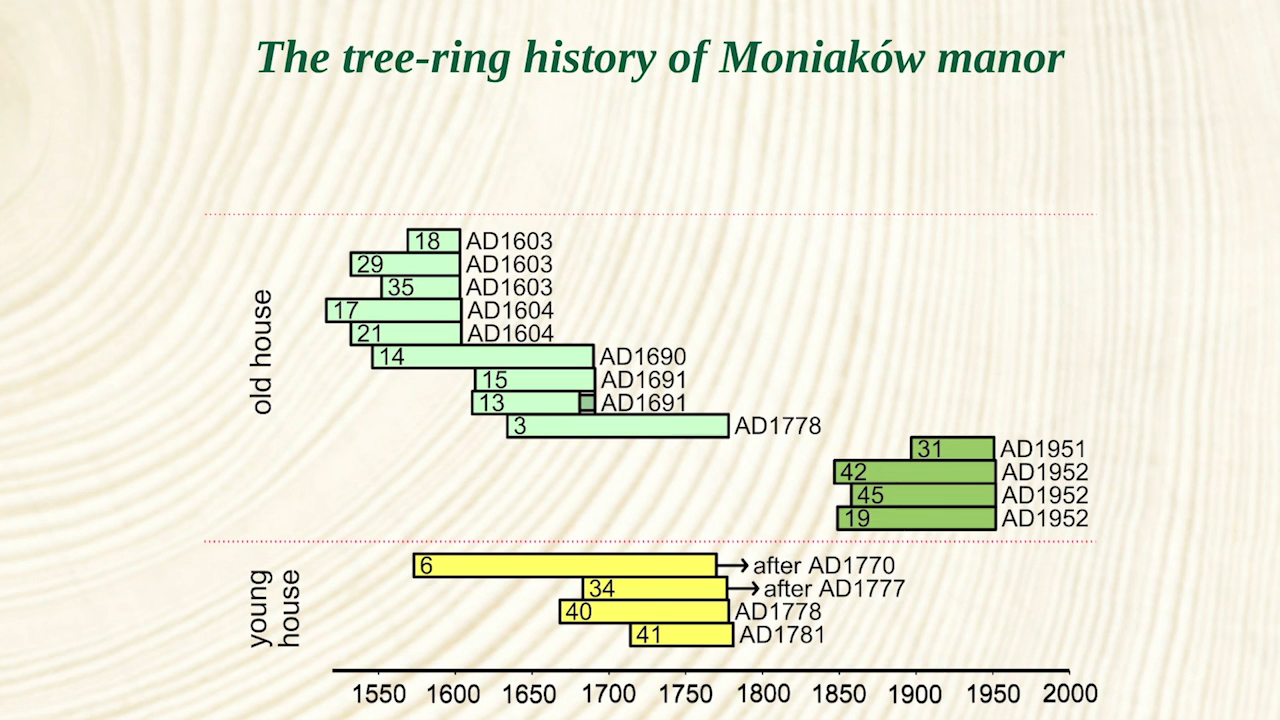 The tree-ring history of Moniaków manor
old house
18 AD1603
29 AD1603
35 AD1603
17 AD1604
21 AD1604
14 AD1690
15 AD1691
13 AD1691
3 AD1778
31 AD1951
42 AD1952
45 AD1952
19 AD1952
young
house
6 after AD1770
34 after AD1777
40 AD1778
41 AD1781
1550 1600 1650 1700 1750 1800 1850 1900 1950 2000